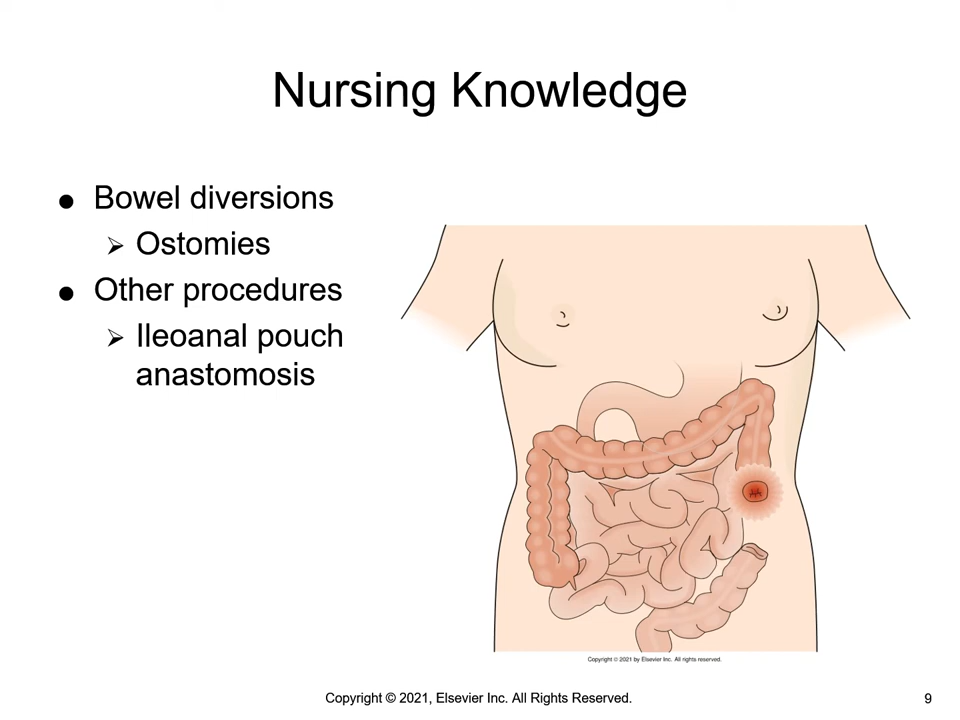 Nursing Knowledge
● Bowel diversions
➢ Ostomies
● Other procedures
➢ Ileoanal pouch
anastomosis
Copyright © 2021 by Elsevier Inc. All rights reserved.
Copyright © 2021, Elsevier Inc. All Rights Reserved.
9